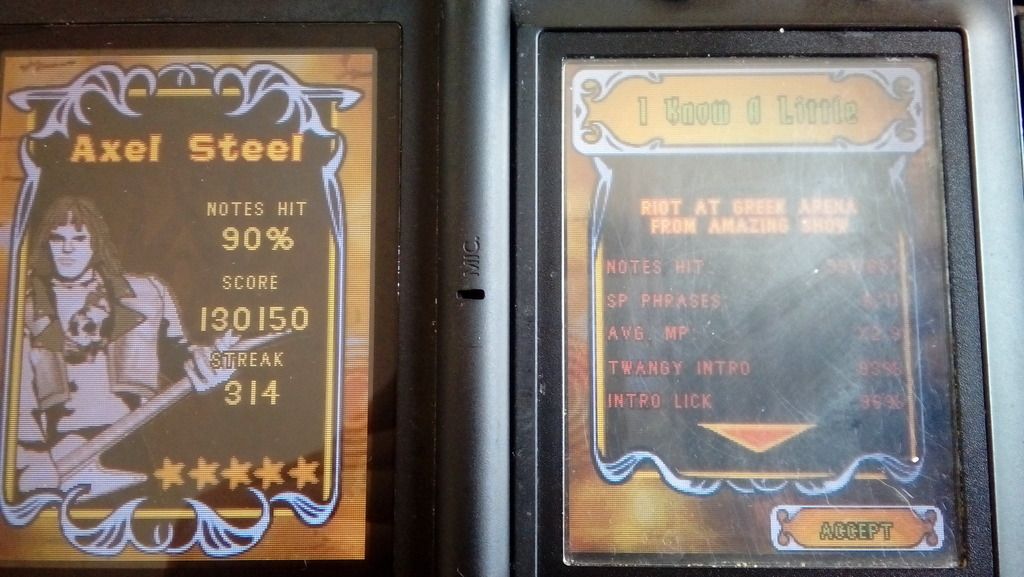 Axel Steel
NOTES HIT
90%
SCORE
130150
STREAK
314
MIC.
I Know A Little
RIOT AT GREEK ARENA
FROM AMAZING SHOW
NOTES HIT
SP PHRASES
AVG. MP
TWANGY INTRO 93%
INTRO LICK
ACCEPT